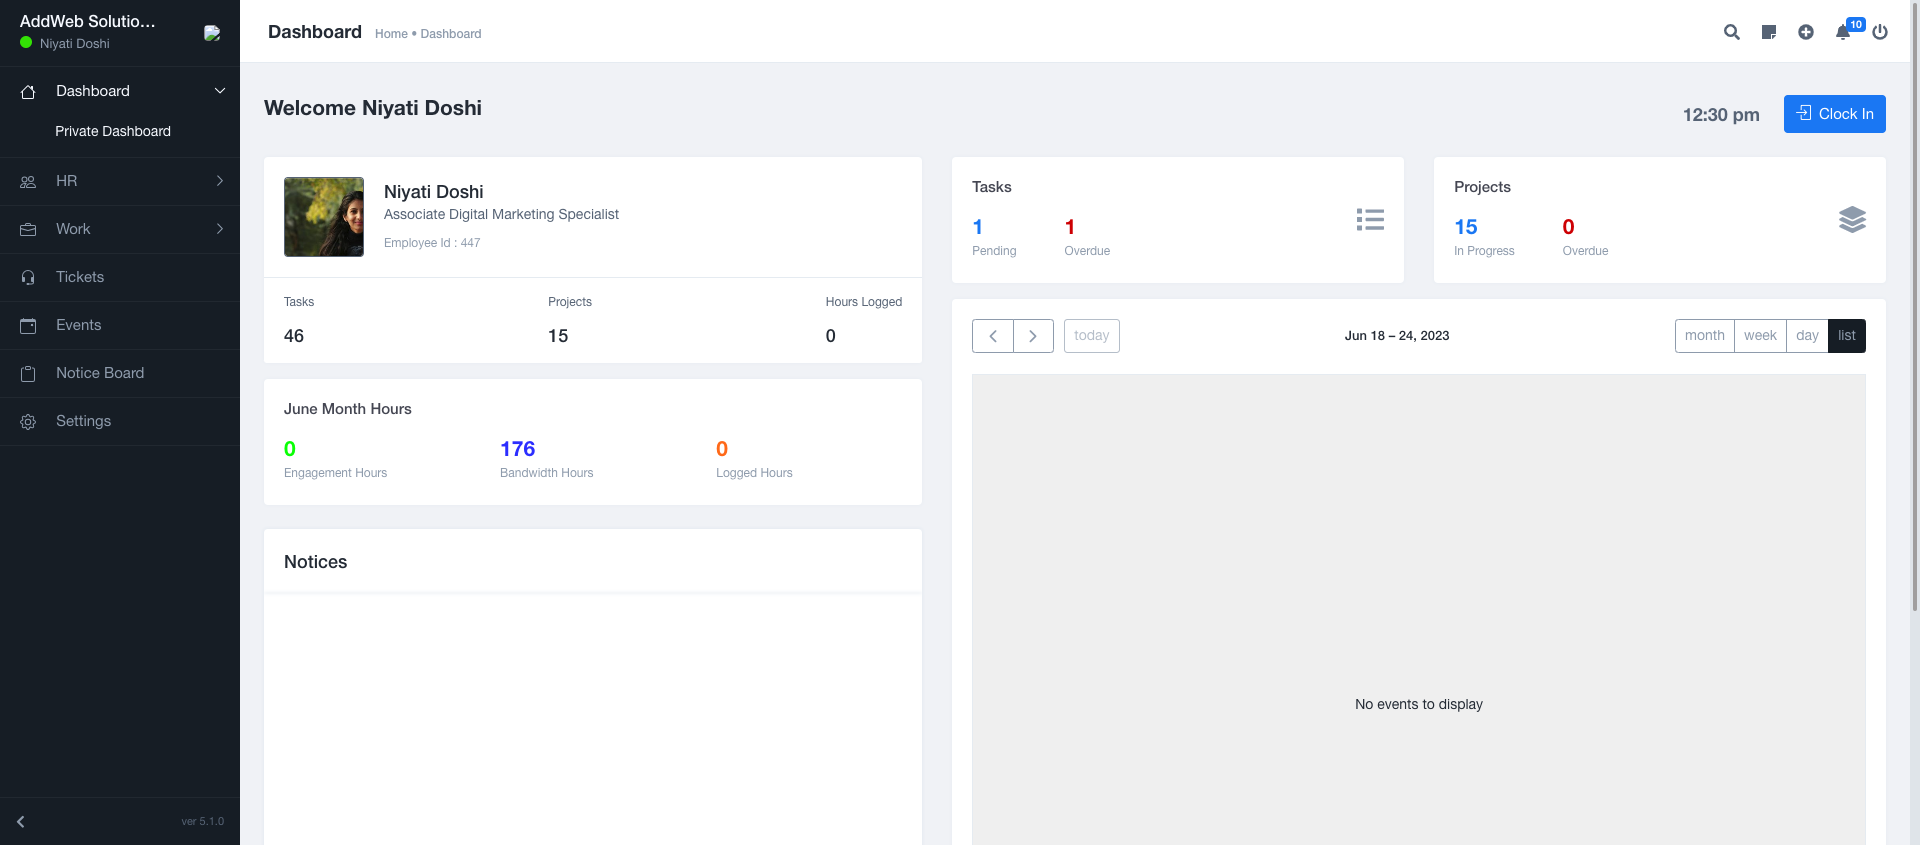 AddWeb Solutio...
Niyati Doshi
Dashboard
Private Dashboard
HR
Work
Tickets
Events
Notice Board
Settings
ver 5.1.0
Dashboard Home • Dashboard
10
Welcome Niyati Doshi
12:30 pm Clock In
Niyati Doshi
Associate Digital Marketing Specialist
Employee Id : 447
Tasks Projects Hours Logged
46 15 0
June Month Hours
0 176 0
Engagement Hours Bandwidth Hours Logged Hours
Notices
Tasks
1 1
Pending Overdue
Projects
15 0
In Progress Overdue
today Jun 18 – 24, 2023 month week day list
No events to display